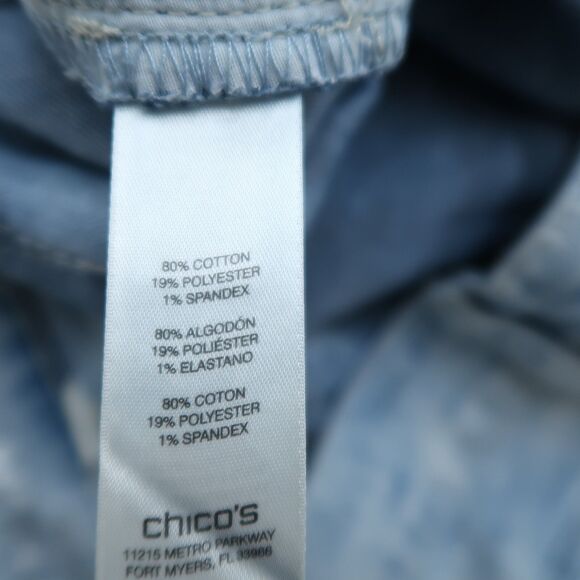 80% COTTON
19% POLYESTER
1% SPANDEX
80% ALGODÓN
19% POLIÉSTER
1% ELASTANO
80% COTON
19% POLYESTER
1% SPANDEX
chico's
11215 METRO PARKWAY
FORT MYERS, FL 33966